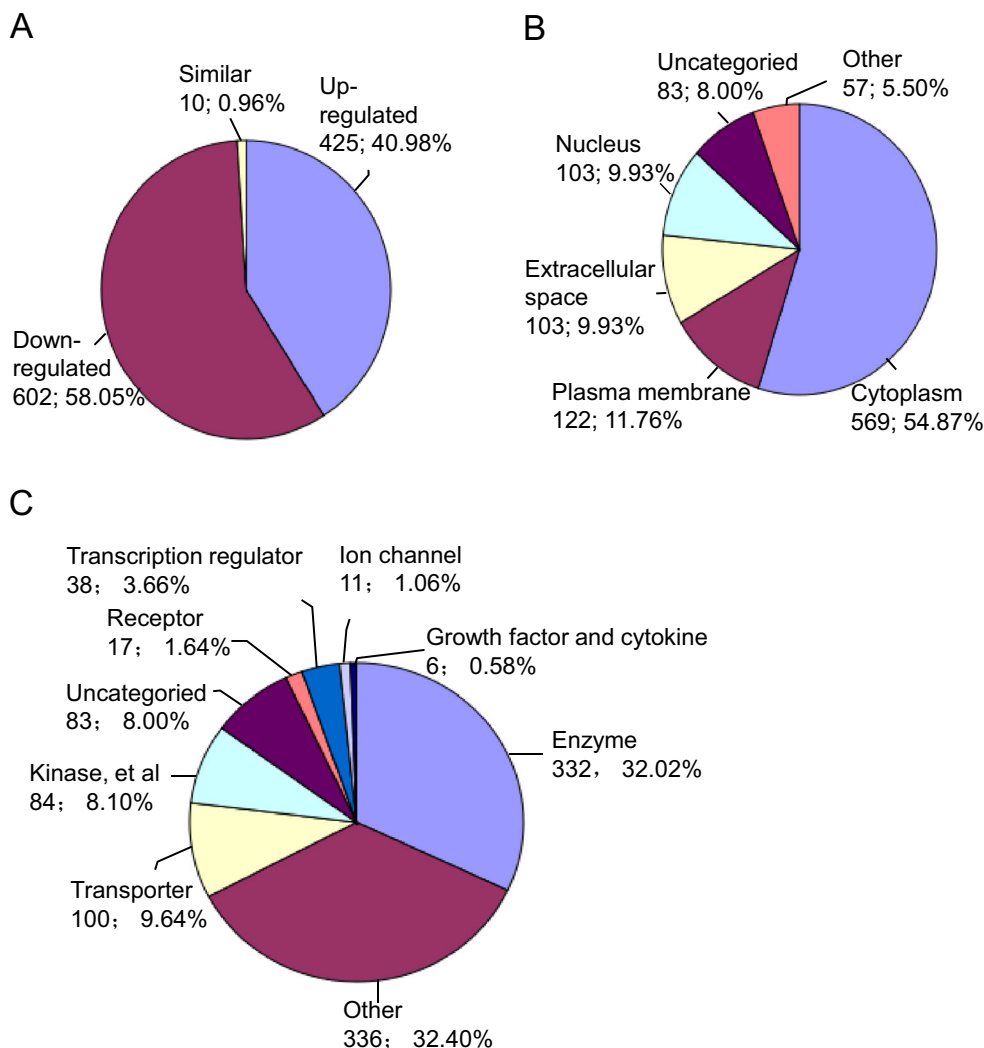 A
Similar
10; 0.96%
Up-
regulated
425; 40.98%
Down-
regulated
602; 58.05%
B
Uncategoried
83; 8.00%
Other
57; 5.50%
Nucleus
103; 9.93%
Extracellular
space
103; 9.93%
Plasma membrane
122; 11.76%
Cytoplasm
569; 54.87%
C
Transcription regulator
38； 3.66%
Ion channel
11； 1.06%
Receptor
17； 1.64%
Growth factor and cytokine
6； 0.58%
Uncategoried
83； 8.00%
Enzyme
332， 32.02%
Kinase, et al
84； 8.10%
Transporter
100； 9.64%
Other
336； 32.40%